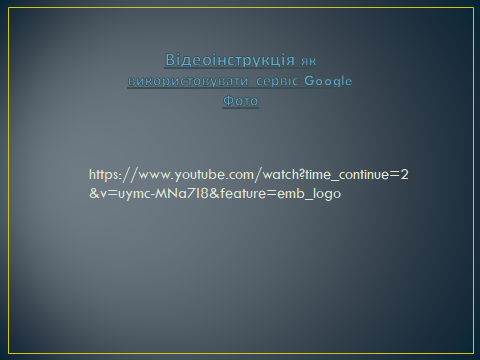 Відеоінструкція як
використовувати сервіс Google
Фото
https://www.youtube.com/watch?time_continue=2
&v=uymc-MNa7I8&feature=emb_logo